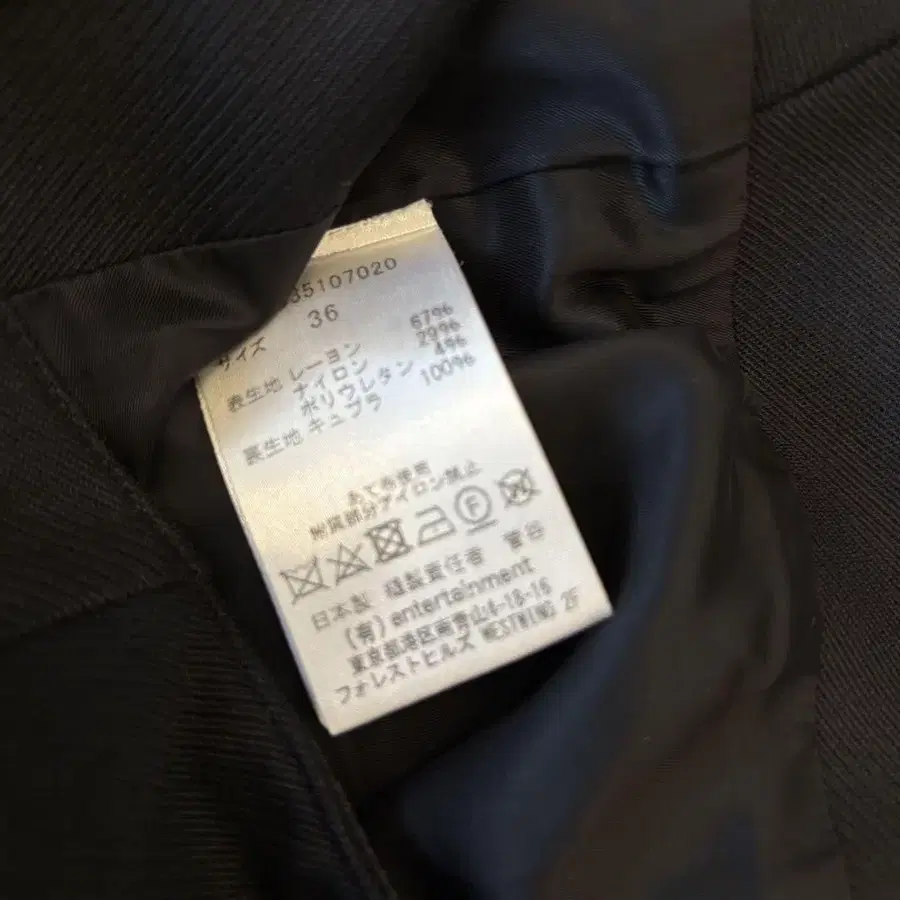 35107020
サイズ 36
表生地 レーヨン 67%
ナイロン 29%
ポリウレタン 4%
裏生地 キュプラ 100%
あて布使用
附属部分アイロン禁止
F
日本製 縫製責任者 菅谷
(有)entertainment
東京都港区南青山4-18-16
フォレストヒルズ WESTWING 2F